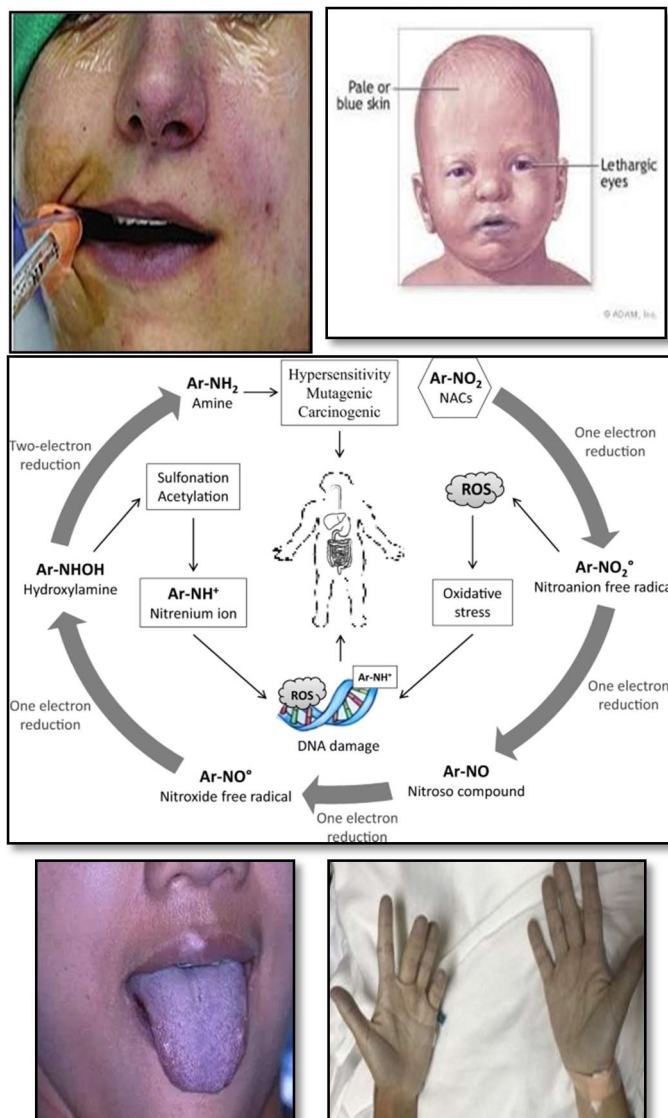 Pale or
blue skin
Lethargic
eyes
© ADAM, Inc.
Ar-NH₂
Amine
Hypersensitivity
Mutagenic
Carcinogenic
Ar-NO₂
NACs
Two-electron
reduction
One electron
reduction
Sulfonation
Acetylation
ROS
Ar-NHOH
Hydroxylamine
Ar-NH⁺
Nitrenium ion
Oxidative
stress
Ar-NO₂°
Nitroanion free radica
ROS
Ar-NH⁺
DNA damage
One electron
reduction
One electron
reduction
Ar-NO°
Nitroxide free radical
Ar-NO
Nitroso compound
One electron
reduction